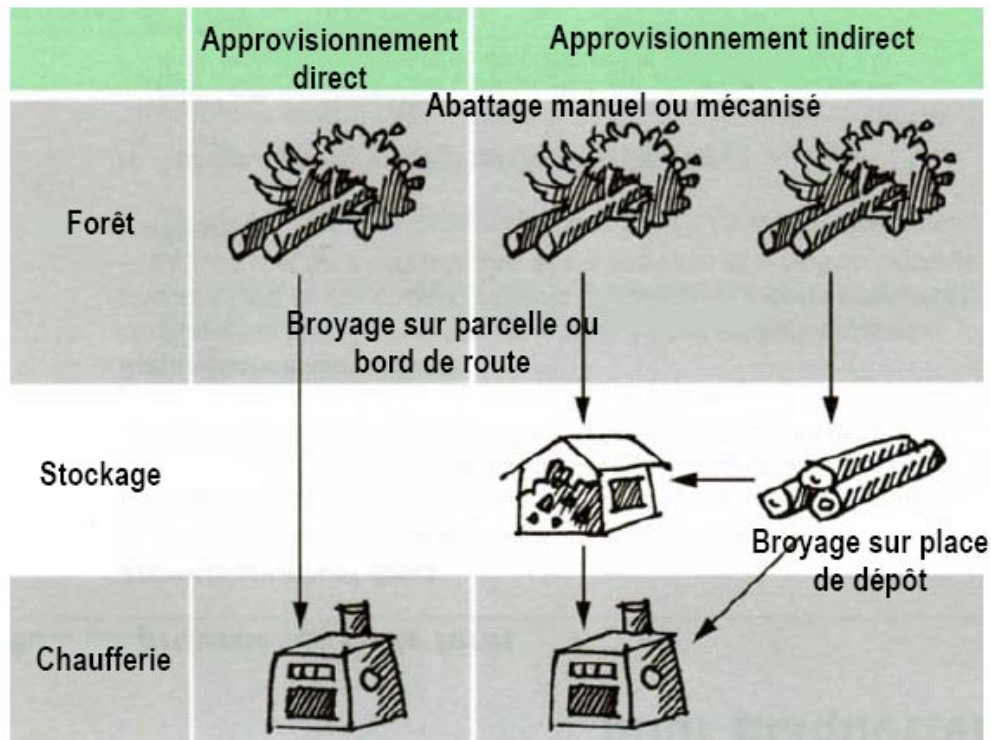 Approvisionnement
direct
Approvisionnement indirect
Abattage manuel ou mécanisé
Forêt
Broyage sur parcelle ou
bord de route
Stockage
Broyage sur place
de dépôt
Chaufferie